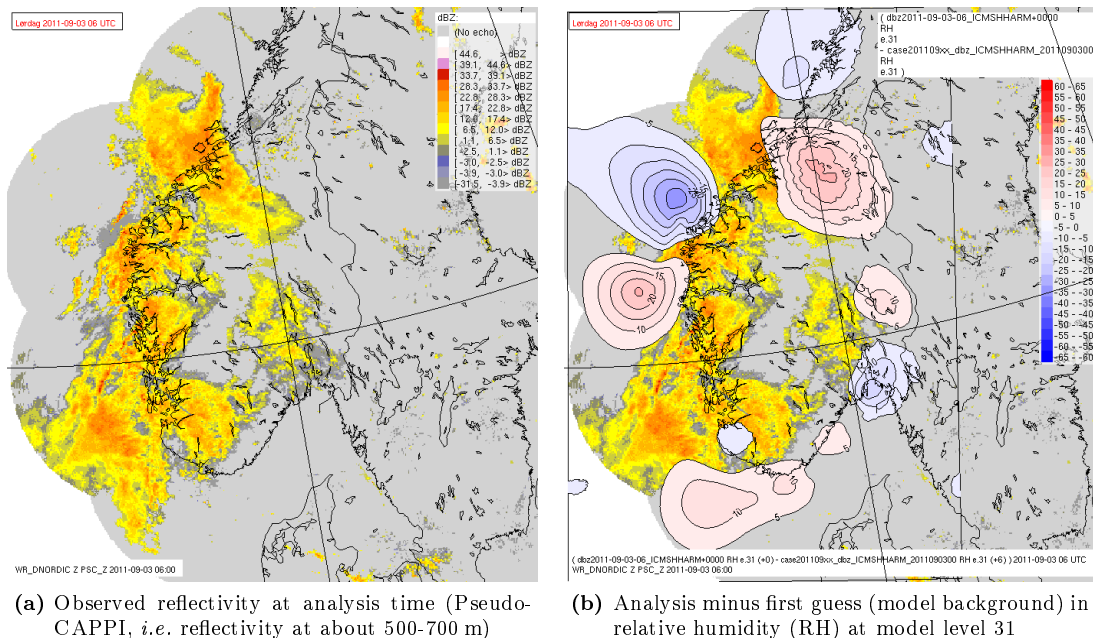 Lørdag 2011-09-03 06 UTC
dBZ:
(No echo)
[ 44.6, > dBZ
[ 39.1, 44.6> dBZ
[ 33.7, 39.1> dBZ
[ 28.3, 33.7> dBZ
[ 22.8, 28.3> dBZ
[ 17.4, 22.8> dBZ
[ 12.0, 17.4> dBZ
[ 6.5, 12.0> dBZ
[ 1.1, 6.5> dBZ
[ -2.5, 1.1> dBZ
[ -3.0, -2.5> dBZ
[ -3.9, -3.0> dBZ
[ -31.5, -3.9> dBZ
WR_DNORDIC Z PSC_Z 2011-09-03 06:00
(a) Observed reflectivity at analysis time (Pseudo-
CAPPI, i.e. reflectivity at about 500-700 m)
Lørdag 2011-09-03 06 UTC
( dbz2011-09-03-06_ICMSHHARM+0000
RH
e.31
- case201109xx_dbz_ICMSHHARM_2011090300
RH
e.31 )
60 - 65
55 - 60
50 - 55
45 - 50
40 - 45
35 - 40
30 - 35
25 - 30
20 - 25
15 - 20
10 - 15
5 - 10
0 - 5
-5 - 0
-10 - -5
-15 - -10
-20 - -15
-25 - -20
-30 - -25
-35 - -30
-40 - -35
-45 - -40
-50 - -45
-55 - -50
-60 - -55
-65 - -60
5
20
15
20
10
5
10
5
10
5
( dbz2011-09-03-06_ICMSHHARM+0000 RH e.31 (+0) - case201109xx_dbz_ICMSHHARM_2011090300 RH e.31 (+6) ) 2011-09-03 06 UTC
WR_DNORDIC Z PSC_Z 2011-09-03 06:00
(b) Analysis minus first guess (model background) in
relative humidity (RH) at model level 31